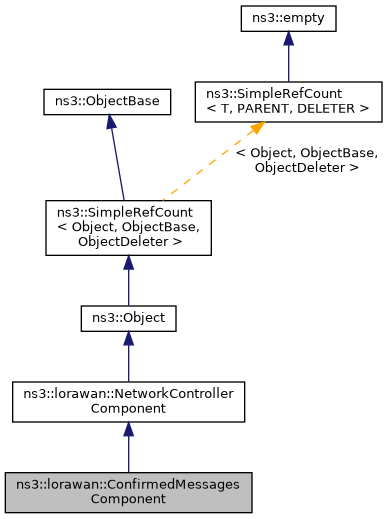 ns3::empty
ns3::SimpleRefCount
< T, PARENT, DELETER >
ns3::ObjectBase
< Object, ObjectBase,
ObjectDeleter >
ns3::SimpleRefCount
< Object, ObjectBase,
ObjectDeleter >
ns3::Object
ns3::lorawan::NetworkController
Component
ns3::lorawan::ConfirmedMessages
Component